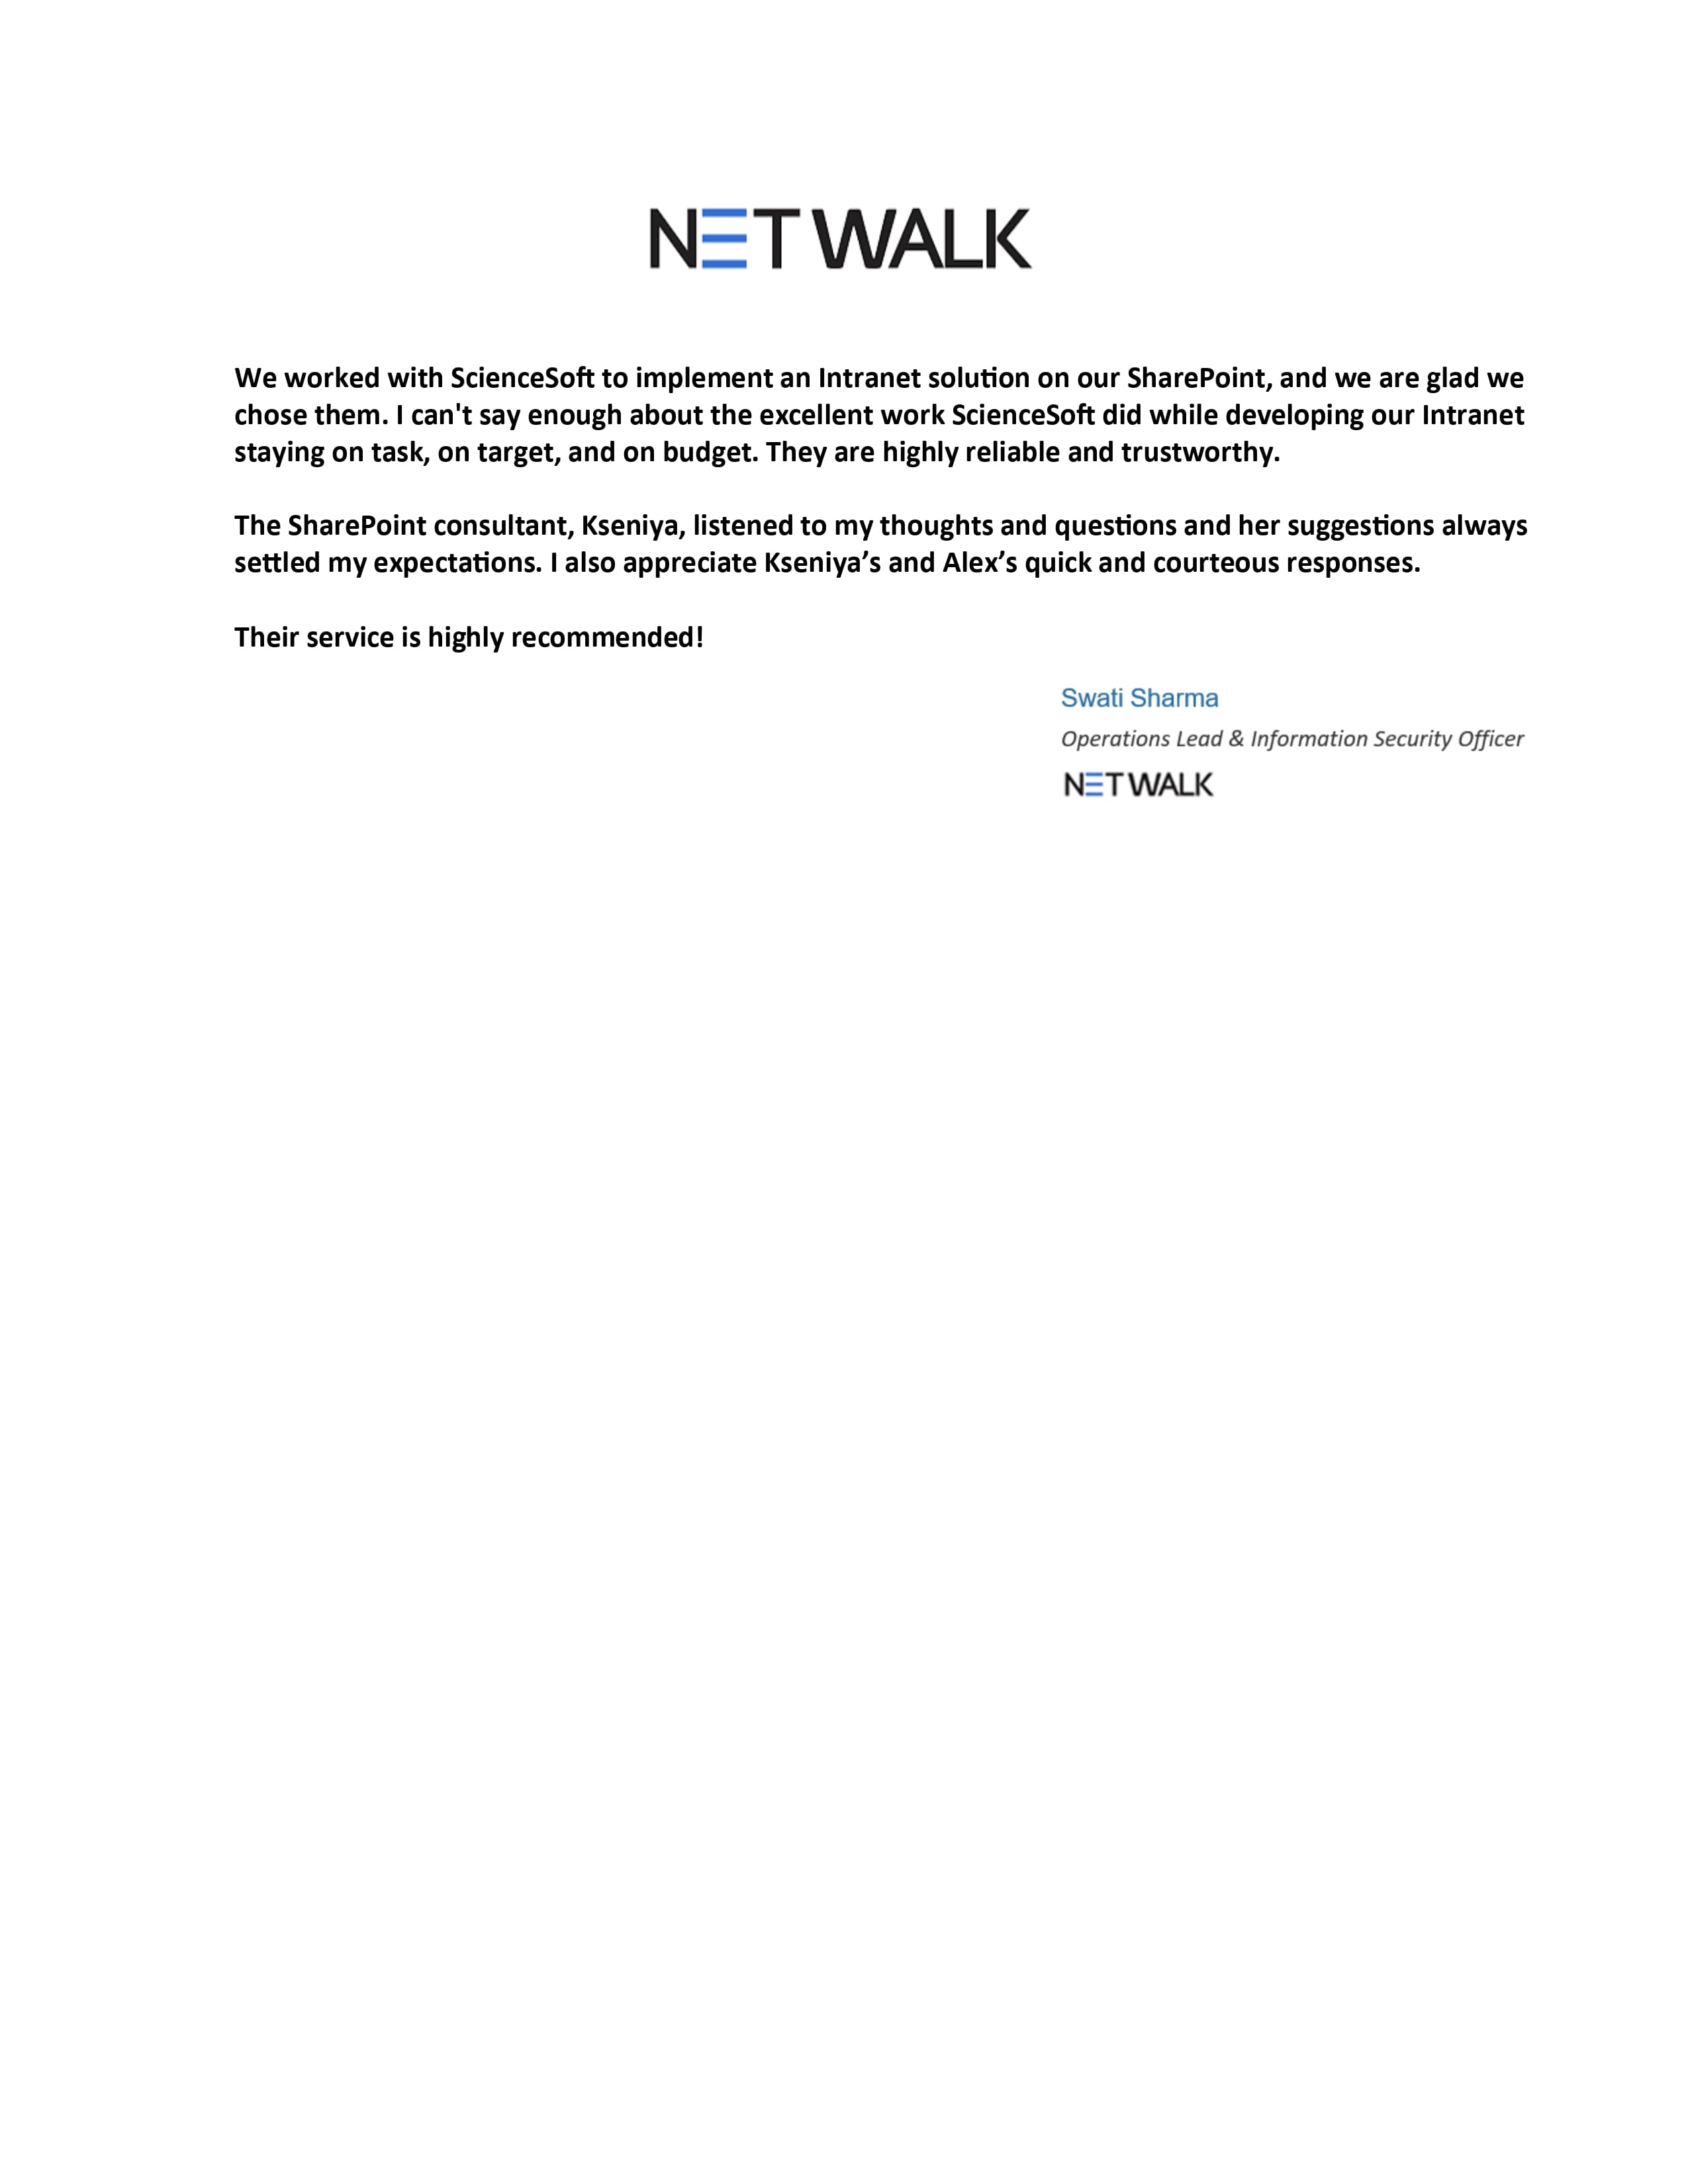 NET WALK
We worked with ScienceSoft to implement an Intranet solution on our SharePoint, and we are glad we
chose them. I can't say enough about the excellent work ScienceSoft did while developing our Intranet
staying on task, on target, and on budget. They are highly reliable and trustworthy.
The SharePoint consultant, Kseniya, listened to my thoughts and questions and her suggestions always
settled my expectations. I also appreciate Kseniya’s and Alex’s quick and courteous responses.
Their service is highly recommended!
Swati Sharma
Operations Lead & Information Security Officer
NET WALK